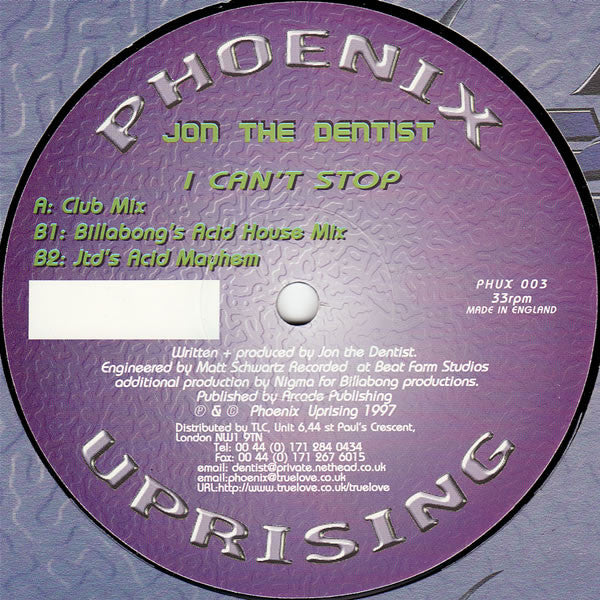 PHOENIX
JON THE DENTIST
I CAN'T STOP
A: Club Mix
B1: Billabong's Acid House Mix
B2: Jtd's Acid Mayhem
PHUX 003
33rpm
MADE IN ENGLAND
Written + produced by Jon the Dentist.
Engineered by Matt Schwartz Recorded at Beat Farm Studios
additional production by Nigma for Billabong productions.
Published by Arcade Publishing
℗ & © Phoenix Uprising 1997
Distributed by TLC, Unit 6,44 st Paul's Crescent,
London NW1 9TN
Tel: 00 44 (0) 171 284 0434
Fax: 00 44 (0) 171 267 6015
email: dentist@private.nethead.co.uk
email:phoenix@truelove.co.uk
URL:http://www.truelove.co.uk/truelove
UPRISING